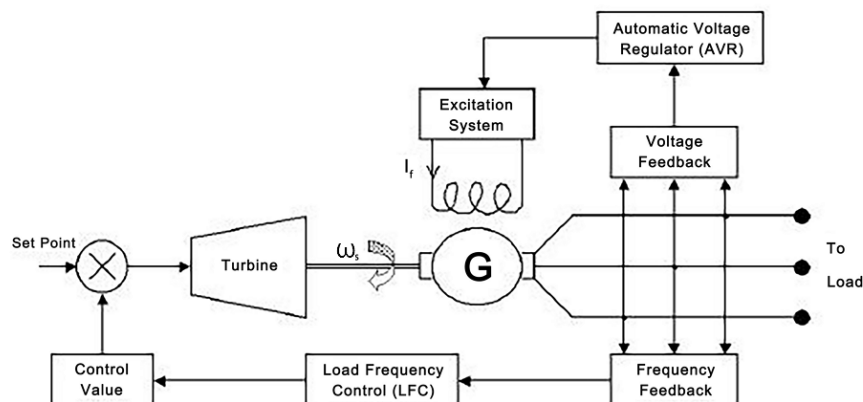 Automatic Voltage
Regulator (AVR)
Excitation
System
Voltage
Feedback
If
Set Point
Turbine
ωs
G
To
Load
Control
Value
Load Frequency
Control (LFC)
Frequency
Feedback